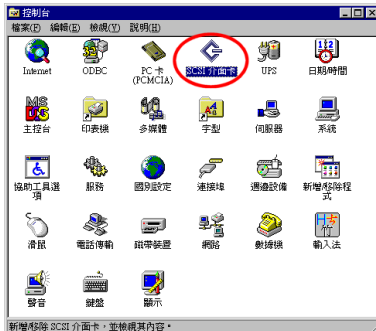 控制台
檔案(F) 編輯(E) 檢視(V) 說明(H)
Internet ODBC PC 卡 (PCMCIA) SCSI 介面卡 UPS 日期/時間
主控台 印表機 多媒體 字型 伺服器 系統
協助工具選項 服務 國別設定 連接埠 週邊設備 新增/移除程式
滑鼠 電話傳輸 磁帶裝置 網路 數據機 輸入法
聲音 鍵盤 顯示
新增/移除 SCSI 介面卡，並檢視其內容。